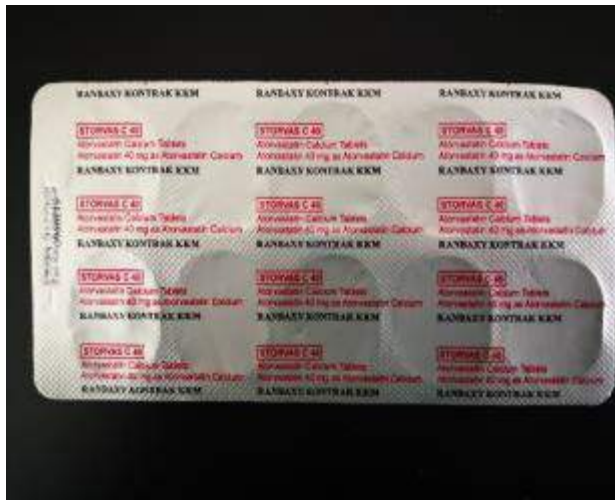 RANBAXY KONTRAK KKM RANBAXY KONTRAK KKM RANBAXY KONTRAK KKM
STORVAS C 40 STORVAS C 40 STORVAS C 40
Atorvastatin Calcium Tablets Atorvastatin Calcium Tablets Atorvastatin Calcium Tablets
Atorvastatin 40 mg as Atorvastatin Calcium Atorvastatin 40 mg as Atorvastatin Calcium Atorvastatin 40 mg as Atorvastatin Calcium
RANBAXY KONTRAK KKM RANBAXY KONTRAK KKM RANBAXY KONTRAK KKM
STORVAS C 40 STORVAS C 40 STORVAS C 40
Atorvastatin Calcium Tablets Atorvastatin Calcium Tablets Atorvastatin Calcium Tablets
Atorvastatin 40 mg as Atorvastatin Calcium Atorvastatin 40 mg as Atorvastatin Calcium Atorvastatin 40 mg as Atorvastatin Calcium
RANBAXY KONTRAK KKM RANBAXY KONTRAK KKM RANBAXY KONTRAK KKM
STORVAS C 40 STORVAS C 40 STORVAS C 40
Atorvastatin Calcium Tablets Atorvastatin Calcium Tablets Atorvastatin Calcium Tablets
Atorvastatin 40 mg as Atorvastatin Calcium Atorvastatin 40 mg as Atorvastatin Calcium Atorvastatin 40 mg as Atorvastatin Calcium
RANBAXY KONTRAK KKM RANBAXY KONTRAK KKM RANBAXY KONTRAK KKM
STORVAS C 40 STORVAS C 40 STORVAS C 40
Atorvastatin Calcium Tablets Atorvastatin Calcium Tablets Atorvastatin Calcium Tablets
Atorvastatin 40 mg as Atorvastatin Calcium Atorvastatin 40 mg as Atorvastatin Calcium Atorvastatin 40 mg as Atorvastatin Calcium
RANBAXY KONTRAK KKM RANBAXY KONTRAK KKM RANBAXY KONTRAK KKM